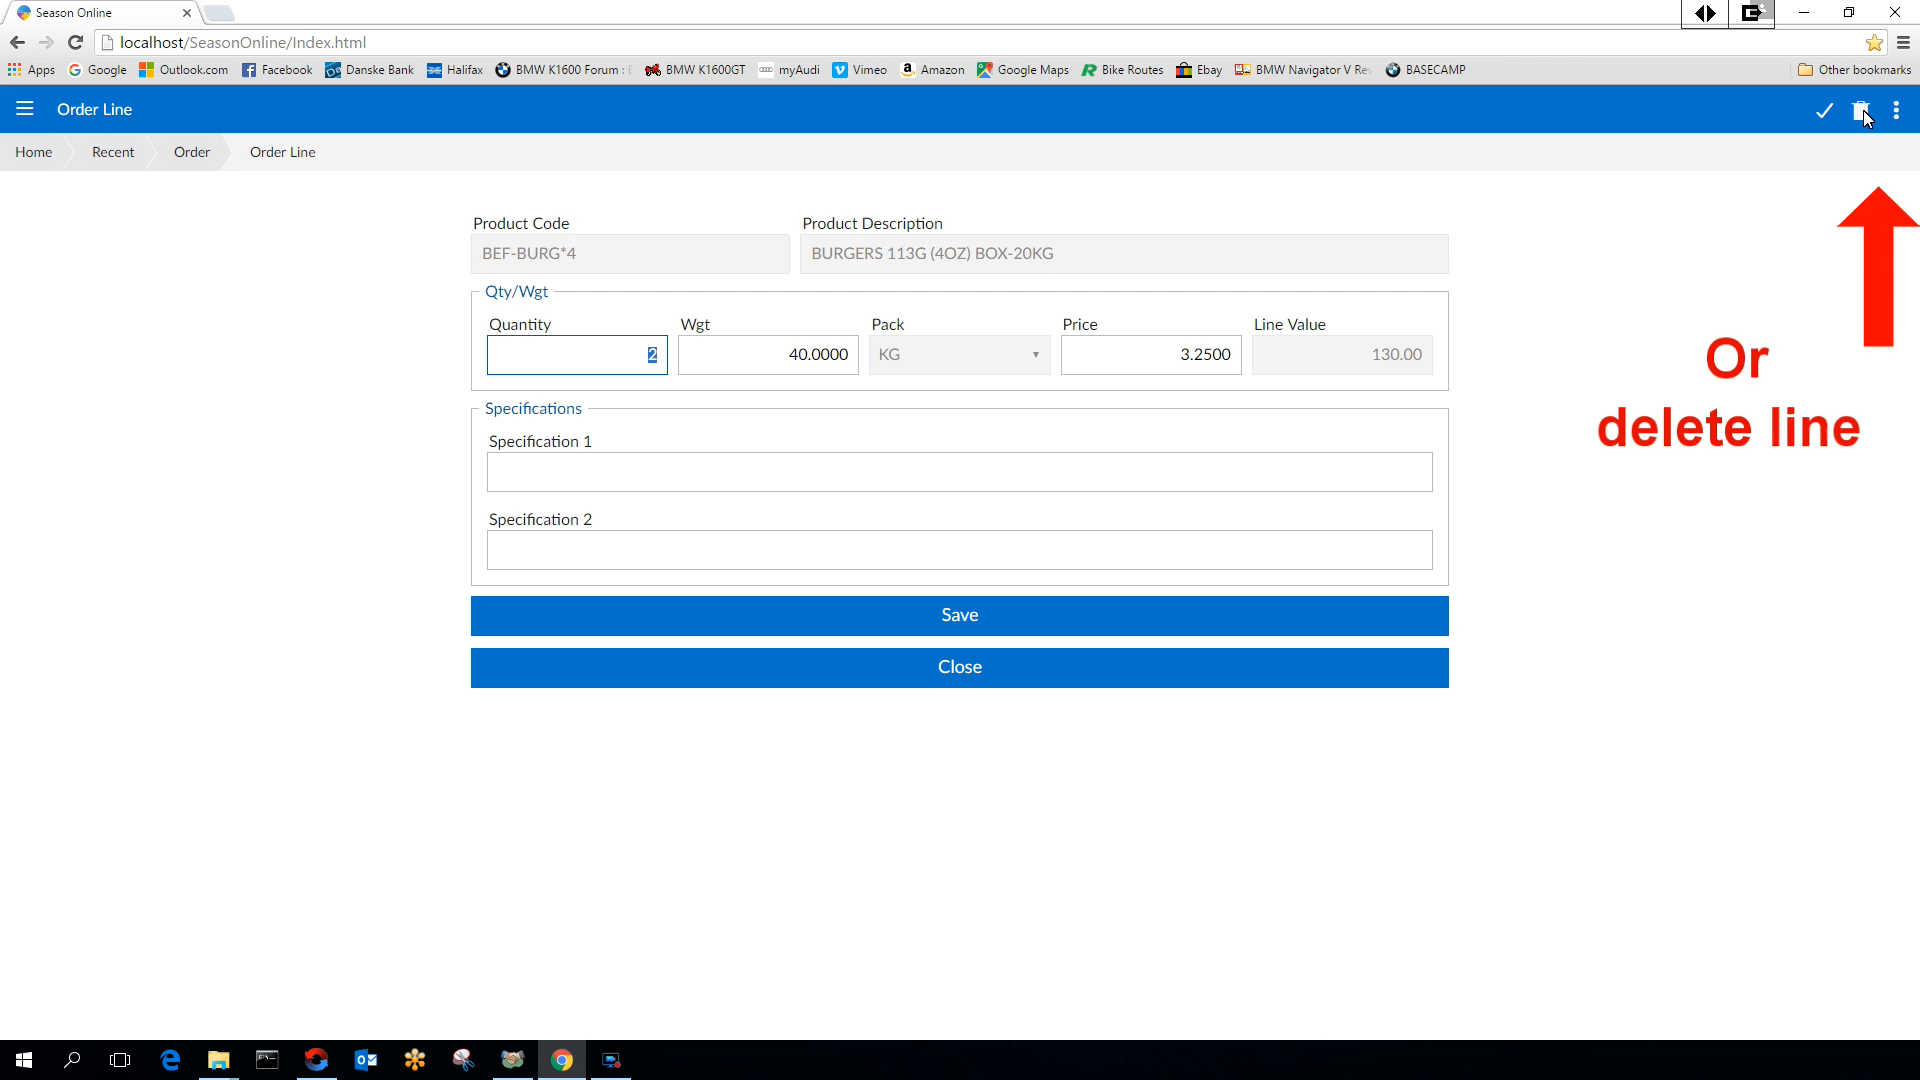 Season Online
localhost/SeasonOnline/Index.html
Apps Google Outlook.com Facebook Danske Bank Halifax BMW K1600 Forum : BMW K1600GT myAudi Vimeo Amazon Google Maps Bike Routes Ebay BMW Navigator V Re BASECAMP Other bookmarks
Order Line
Home Recent Order Order Line
Product Code Product Description
BEF-BURG*4 BURGERS 113G (4OZ) BOX-20KG
Qty/Wgt
Quantity Wgt Pack Price Line Value
2 40.0000 KG 3.2500 130.00
Or
delete line
Specifications
Specification 1
Specification 2
Save
Close